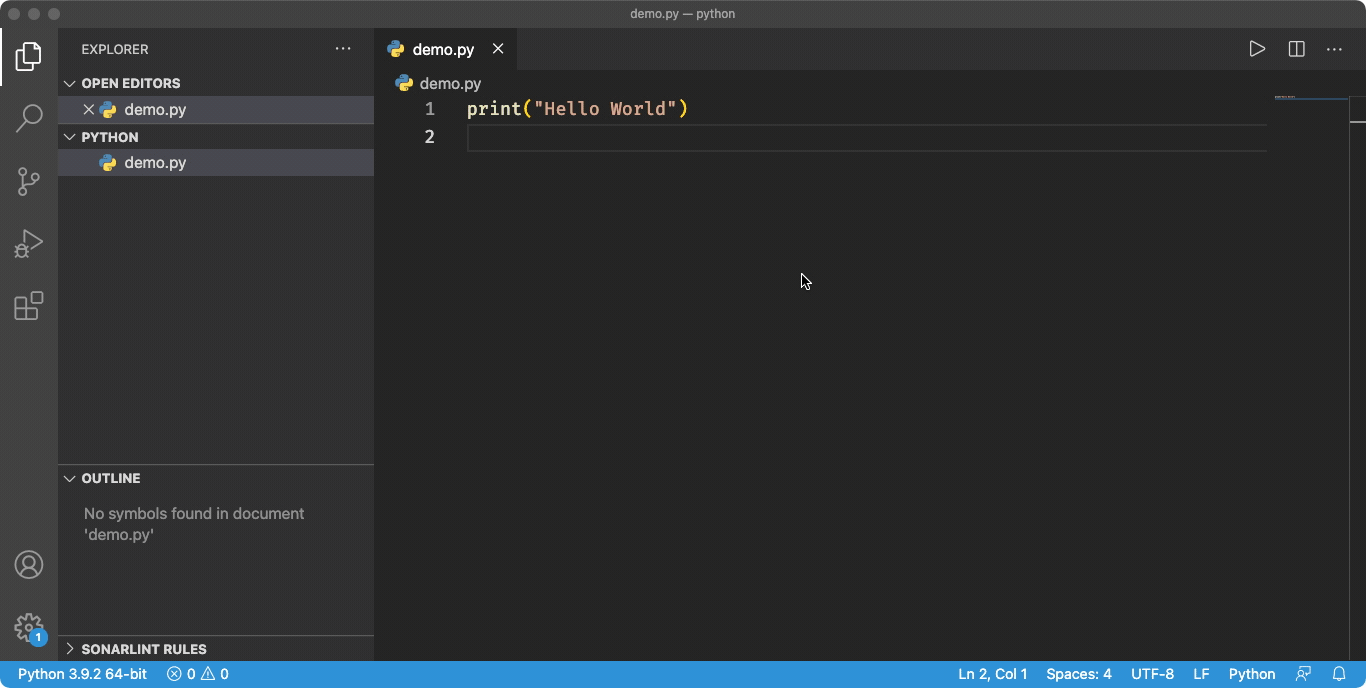 demo.py — python
EXPLORER
OPEN EDITORS
demo.py
PYTHON
demo.py
OUTLINE
No symbols found in document
'demo.py'
SONARLINT RULES
demo.py
demo.py
1 print("Hello World")
2
1
Python 3.9.2 64-bit 0 0 Ln 2, Col 1 Spaces: 4 UTF-8 LF Python